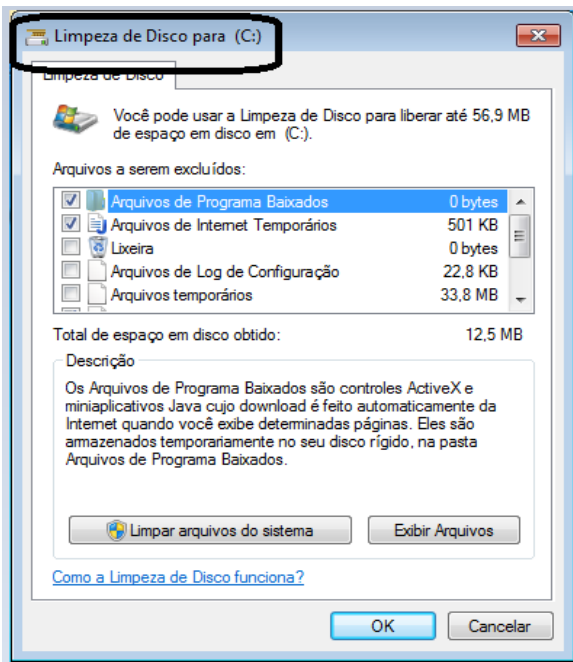 Limpeza de Disco para (C:)
Limpeza de Disco
Você pode usar a Limpeza de Disco para liberar até 56,9 MB
de espaço em disco em (C:).
Arquivos a serem excluídos:
Arquivos de Programa Baixados 0 bytes
Arquivos de Internet Temporários 501 KB
Lixeira 0 bytes
Arquivos de Log de Configuração 22,8 KB
Arquivos temporários 33,8 MB
Total de espaço em disco obtido: 12,5 MB
Descrição
Os Arquivos de Programa Baixados são controles ActiveX e
miniaplicativos Java cujo download é feito automaticamente da
Internet quando você exibe determinadas páginas. Eles são
armazenados temporariamente no seu disco rígido, na pasta
Arquivos de Programa Baixados.
Limpar arquivos do sistema Exibir Arquivos
Como a Limpeza de Disco funciona?
OK Cancelar